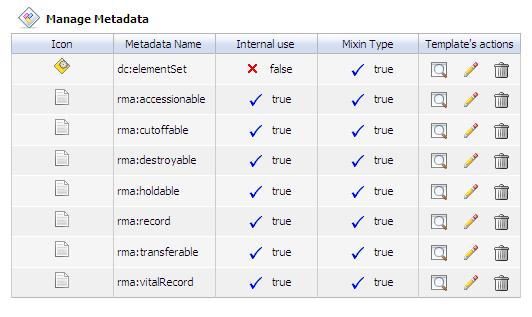 Manage Metadata
Icon Metadata Name Internal use Mixin Type Template's actions
dc:elementSet false true
rma:accessionable true true
rma:cutoffable true true
rma:destroyable true true
rma:holdable true true
rma:record true true
rma:transferable true true
rma:vitalRecord true true